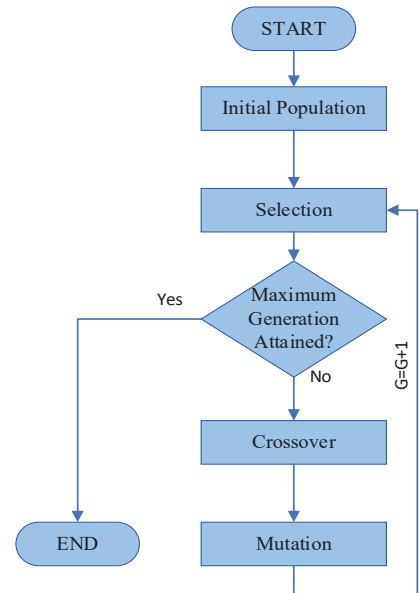 START
Initial Population
Selection
Yes
Maximum
Generation
Attained?
No
G=G+1
Crossover
END
Mutation